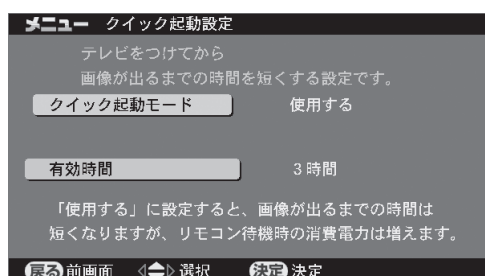 メニュー クイック起動設定
テレビをつけてから
画像が出るまでの時間を短くする設定です。
クイック起動モード 使用する
有効時間 3時間
「使用する」に設定すると、画像が出るまでの時間は
短くなりますが、リモコン待機時の消費電力は増えます。
戻る 前画面 選択 決定 決定